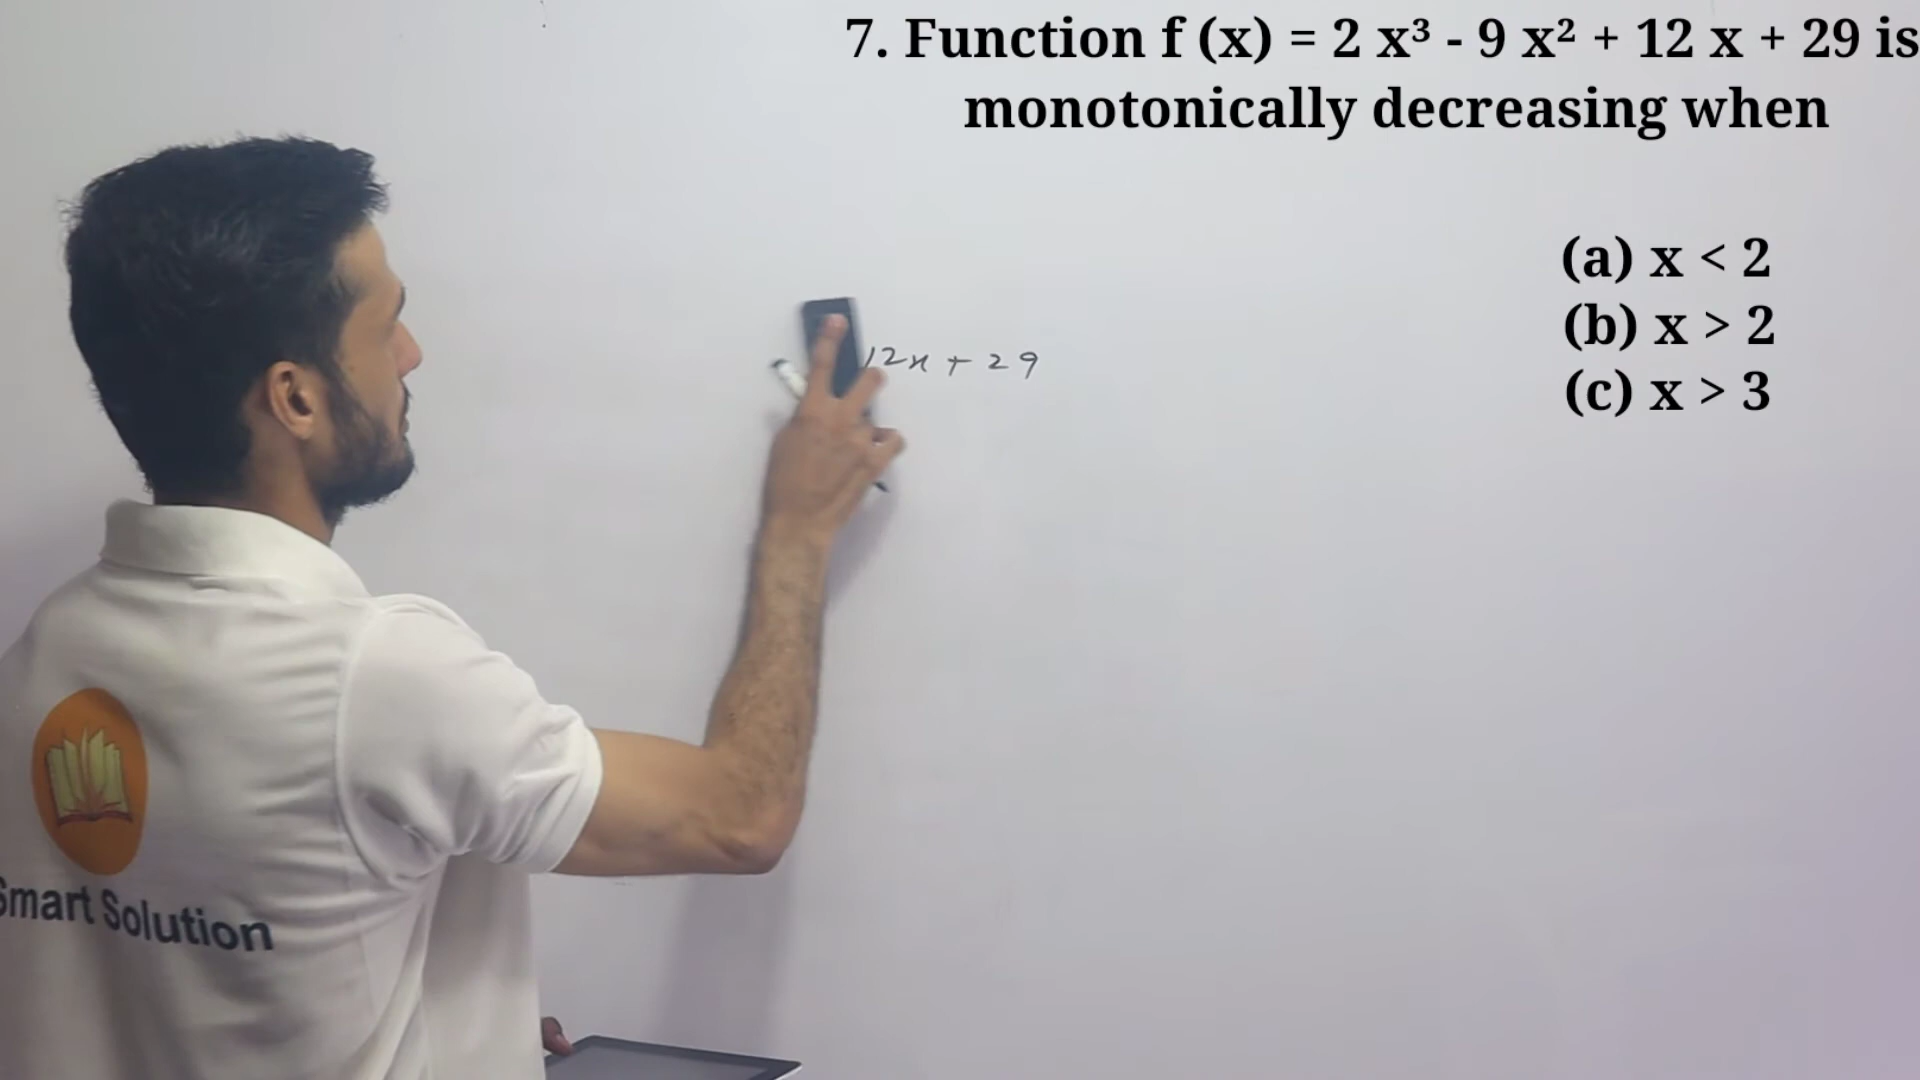 7. Function f (x) = 2 x³ - 9 x² + 12 x + 29 is
monotonically decreasing when
(a) x < 2
(b) x > 2
(c) x > 3
12x + 29
Smart Solution